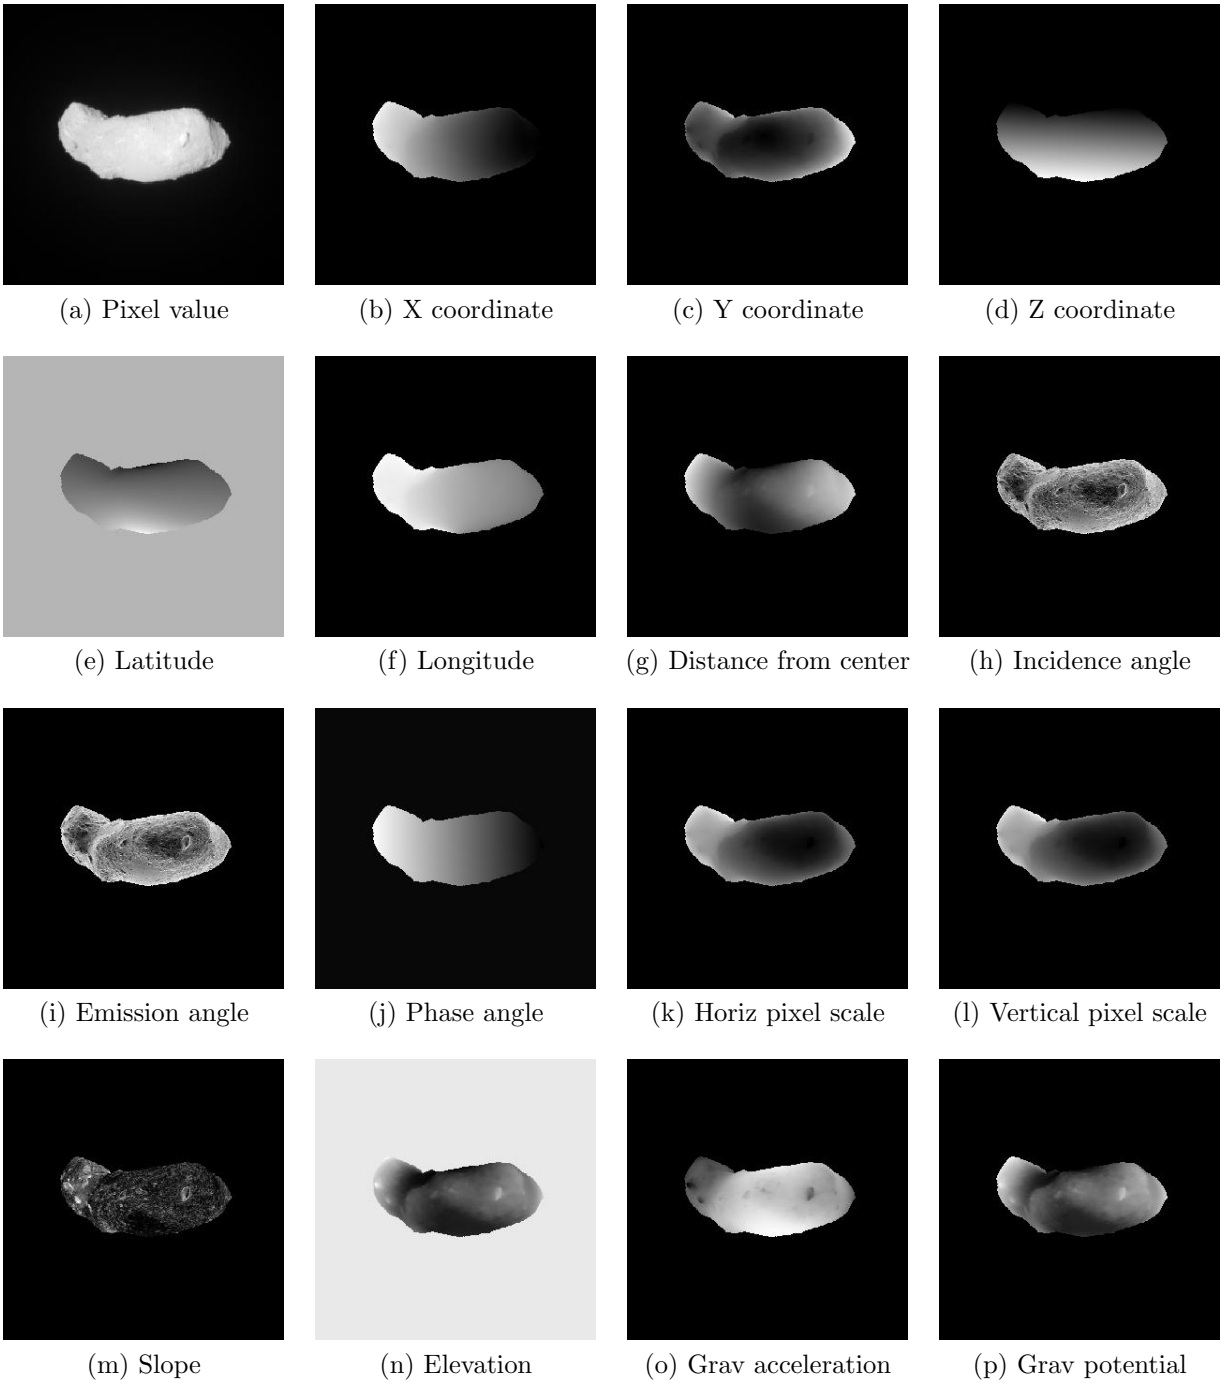 (a) Pixel value
(b) X coordinate
(c) Y coordinate
(d) Z coordinate
(e) Latitude
(f) Longitude
(g) Distance from center
(h) Incidence angle
(i) Emission angle
(j) Phase angle
(k) Horiz pixel scale
(l) Vertical pixel scale
(m) Slope
(n) Elevation
(o) Grav acceleration
(p) Grav potential